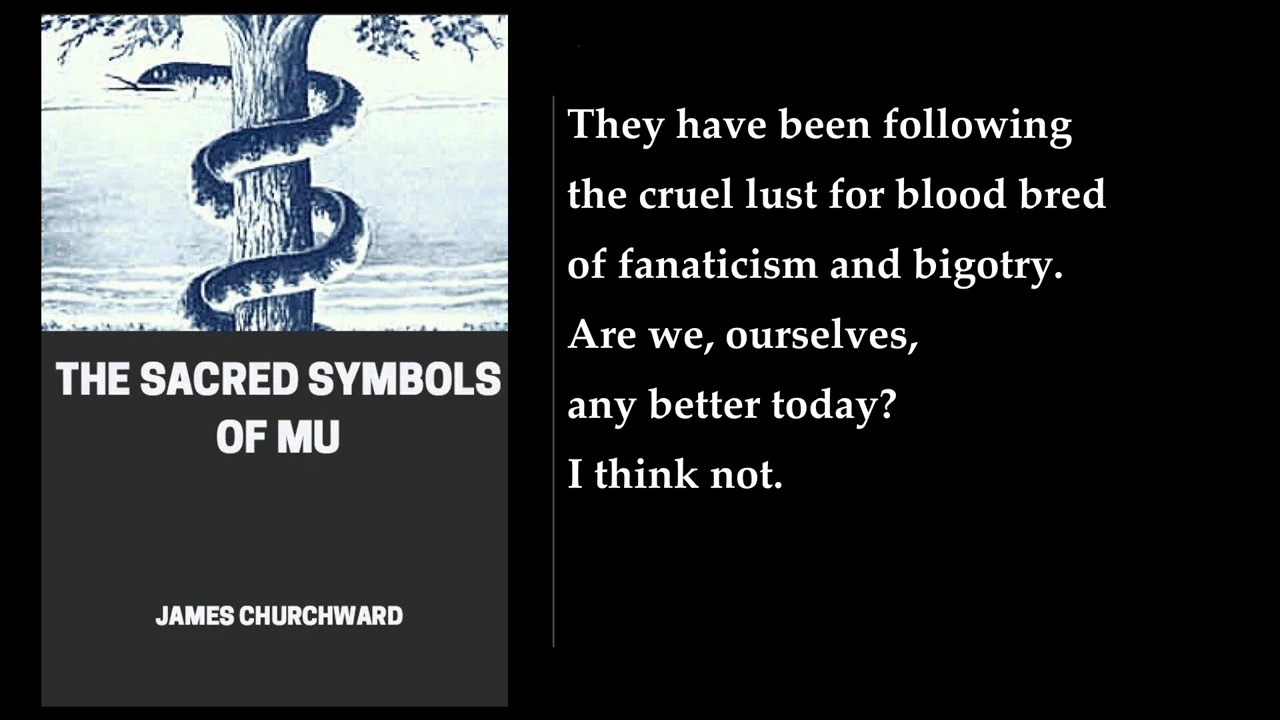 THE SACRED SYMBOLS
OF MU
JAMES CHURCHWARD
They have been following
the cruel lust for blood bred
of fanaticism and bigotry.
Are we, ourselves,
any better today?
I think not.